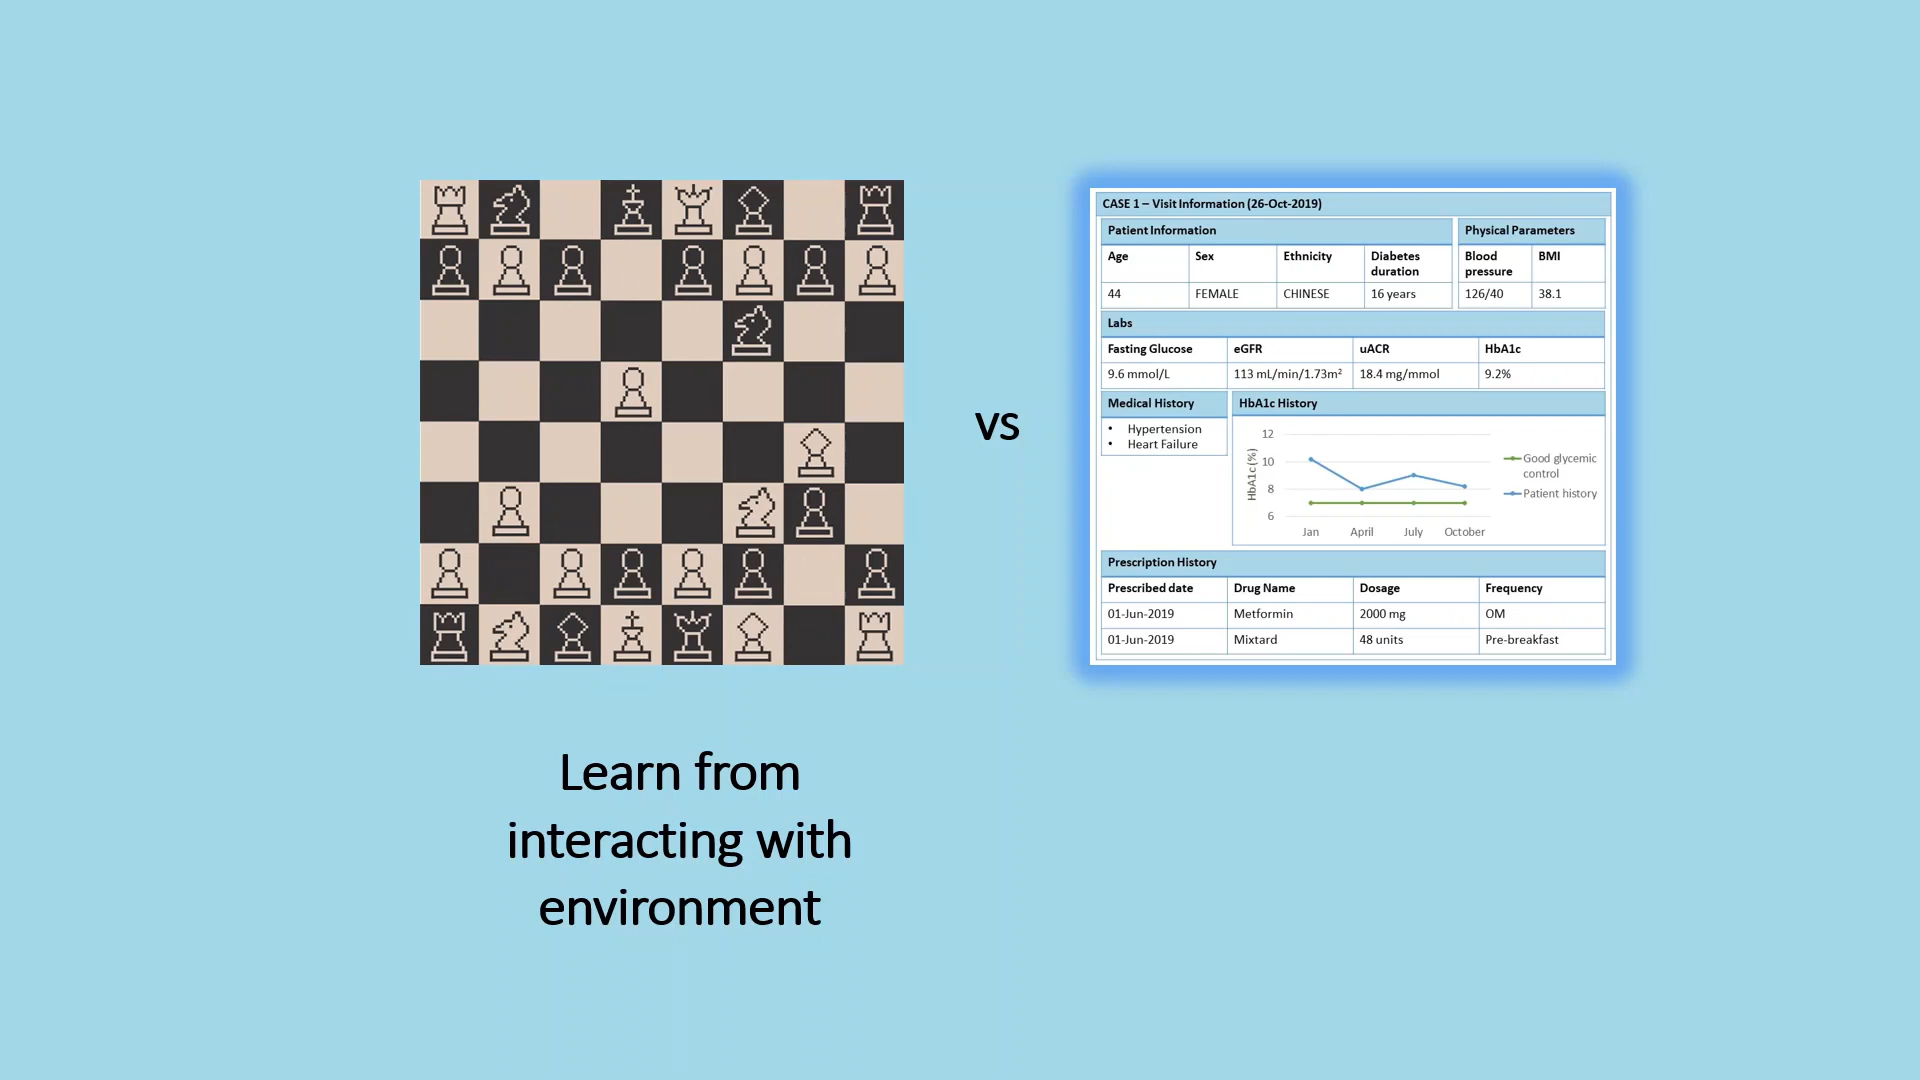 vs
CASE 1 – Visit Information (26-Oct-2019)
Patient Information
Physical Parameters
Age Sex Ethnicity Diabetes duration
Blood pressure BMI
44 FEMALE CHINESE 16 years
126/40 38.1
Labs
Fasting Glucose eGFR uACR HbA1c
9.6 mmol/L 113 mL/min/1.73m² 18.4 mg/mmol 9.2%
Medical History
• Hypertension
• Heart Failure
HbA1c History
HbA1c (%)
12
10
8
6
Jan April July October
Good glycemic
control
Patient history
Prescription History
Prescribed date Drug Name Dosage Frequency
01-Jun-2019 Metformin 2000 mg OM
01-Jun-2019 Mixtard 48 units Pre-breakfast
Learn from
interacting with
environment